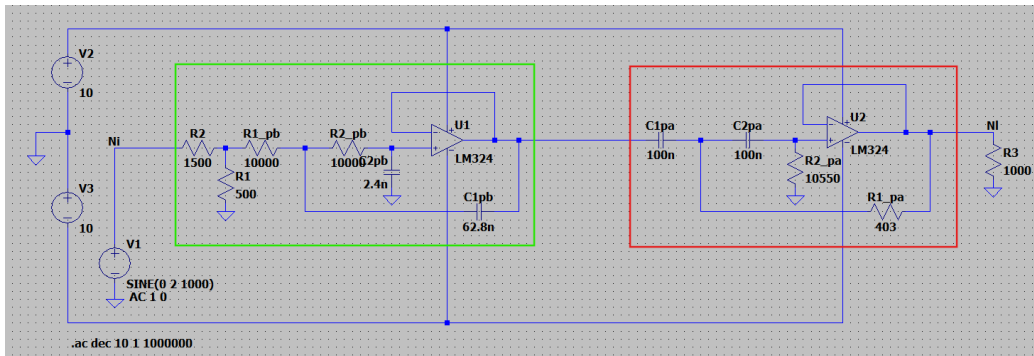 V2
10
Ni
R2
1500
R1_pb
10000
R2_pb
10000
C2pb
2.4n
U1
LM324
R1
500
C1pb
62.8n
C1pa
100n
C2pa
100n
U2
LM324
R2_pa
10550
R1_pa
403
Nl
R3
1000
V3
10
V1
SINE(0 2 1000)
AC 1 0
.ac dec 10 1 1000000